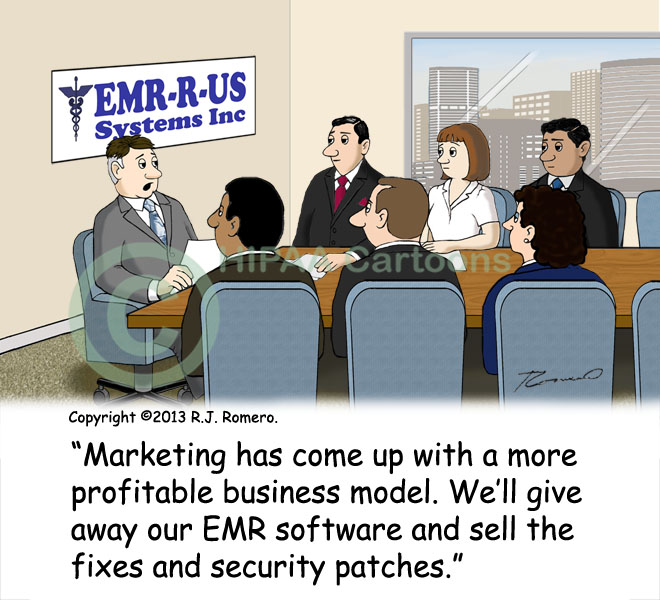 EMR-R-US
Systems Inc
© HIPAA Cartoons
Copyright ©2013 R.J. Romero.
“Marketing has come up with a more
profitable business model. We’ll give
away our EMR software and sell the
fixes and security patches.”